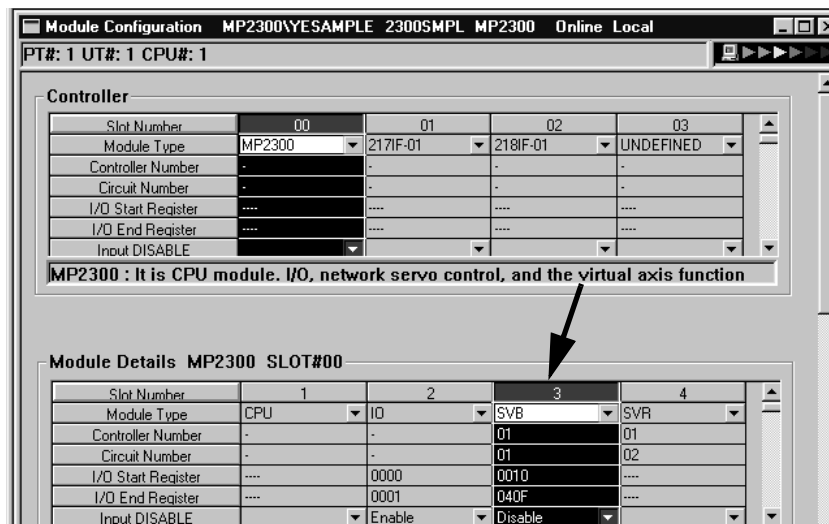 Module Configuration MP2300\YESAMPLE 2300SMPL MP2300 Online Local
PT#: 1 UT#: 1 CPU#: 1
Controller
Slot Number 00 01 02 03
Module Type MP2300 217IF-01 218IF-01 UNDEFINED
Controller Number - - - -
Circuit Number - - - -
I/O Start Register ---- ---- ---- ----
I/O End Register ---- ---- ---- ----
Input DISABLE
MP2300 : It is CPU module. I/O, network servo control, and the virtual axis function
Module Details MP2300 SLOT#00
Slot Number 1 2 3 4
Module Type CPU IO SVB SVR
Controller Number - - 01 01
Circuit Number - - 01 02
I/O Start Register ---- 0000 0010 ----
I/O End Register ---- 0001 040F ----
Input DISABLE Enable Disable